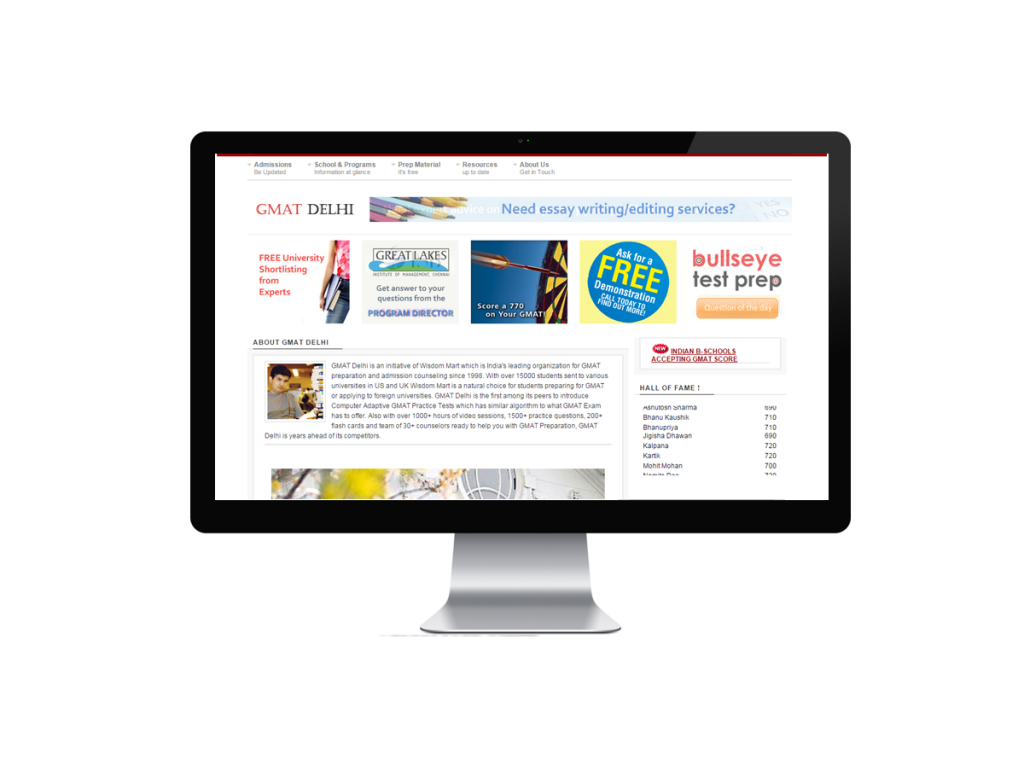 Admissions School & Programs Prep Material Resources About Us
Be Updated Information at glance It's free up to date Get in Touch
GMAT DELHI
advice on Need essay writing/editing services?
YES
NO
FREE University
Shortlisting
from
Experts
GREAT LAKES
INSTITUTE OF MANAGEMENT, CHENNAI
Get answer to your
questions from the
PROGRAM DIRECTOR
Score a 770
on Your GMAT!
Ask for a
FREE
Demonstration
CALL TODAY TO
FIND OUT MORE!
bullseye
test prep
Question of the day
ABOUT GMAT DELHI
GMAT Delhi is an initiative of Wisdom Mart which is India's leading organization for GMAT
preparation and admission counseling since 1998. With over 15000 students sent to various
universities in US and UK Wisdom Mart is a natural choice for students preparing for GMAT
or applying to foreign universities. GMAT Delhi is the first among its peers to introduce
Computer Adaptive GMAT Practice Tests which has similar algorithm to what GMAT Exam
has to offer. Also with over 1000+ hours of video sessions, 1500+ practice questions, 200+
flash cards and team of 30+ counselors ready to help you with GMAT Preparation, GMAT
Delhi is years ahead of its competitors.
NEW INDIAN B-SCHOOLS
ACCEPTING GMAT SCORE
HALL OF FAME !
Ashutosh Sharma 690
Bhanu Kaushik 710
Bhanupriya 710
Jigisha Dhawan 690
Kalpana 720
Kartik 720
Mohit Mohan 700